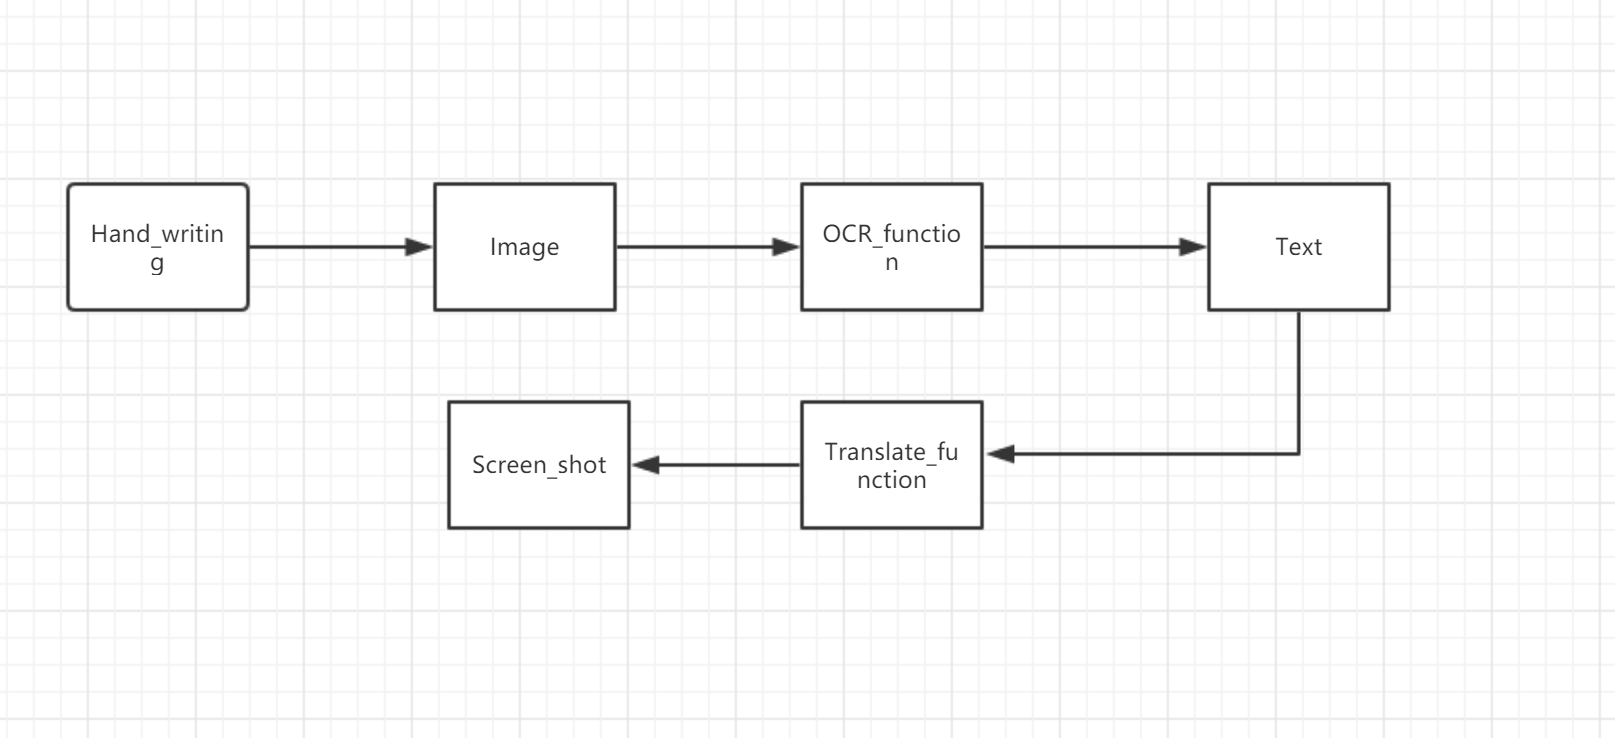 Hand_writin
g
Image
OCR_functio
n
Text
Screen_shot
Translate_fu
nction